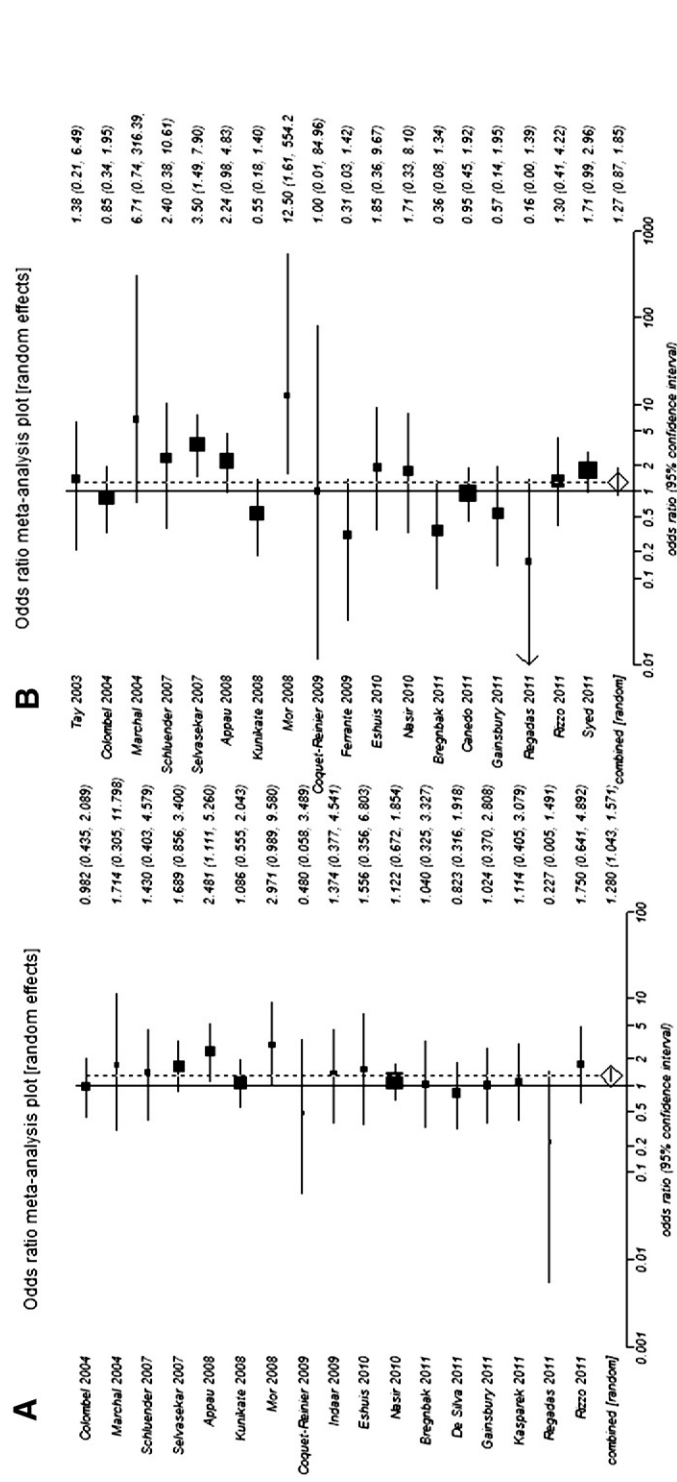 A
Odds ratio meta-analysis plot [random effects]
Colombel 2004 0.982 (0.435, 2.089)
Marchal 2004 1.714 (0.305, 11.798)
Schluender 2007 1.430 (0.403, 4.579)
Selvasekar 2007 1.689 (0.856, 3.400)
Appau 2008 2.481 (1.111, 5.260)
Kunikate 2008 1.086 (0.555, 2.043)
Mor 2008 2.971 (0.989, 9.580)
Coquet-Reinier 2009 0.480 (0.058, 3.489)
Indaar 2009 1.374 (0.377, 4.541)
Eshuis 2010 1.556 (0.356, 6.803)
Nasir 2010 1.122 (0.672, 1.854)
Bregnbak 2011 1.040 (0.325, 3.327)
De Silva 2011 0.823 (0.316, 1.918)
Gainsbury 2011 1.024 (0.370, 2.808)
Kasparek 2011 1.114 (0.405, 3.079)
Regadas 2011 0.227 (0.005, 1.491)
Rizzo 2011 1.750 (0.641, 4.892)
combined [random] 1.280 (1.043, 1.571)
0.001 0.01 0.1 0.2 0.5 1 2 5 10 100
odds ratio (95% confidence interval)
B
Odds ratio meta-analysis plot [random effects]
Tay 2003 1.38 (0.21, 6.49)
Colombel 2004 0.85 (0.34, 1.95)
Marchal 2004 6.71 (0.74, 316.39,
Schluender 2007 2.40 (0.38, 10.61)
Selvasekar 2007 3.50 (1.49, 7.90)
Appau 2008 2.24 (0.98, 4.83)
Kunikate 2008 0.55 (0.18, 1.40)
Mor 2008 12.50 (1.61, 554.2
Coquet-Reinier 2009 1.00 (0.01, 84.96)
Ferrante 2009 0.31 (0.03, 1.42)
Eshuis 2010 1.85 (0.36, 9.67)
Nasir 2010 1.71 (0.33, 8.10)
Bregnbak 2011 0.36 (0.08, 1.34)
Canedo 2011 0.95 (0.45, 1.92)
Gainsbury 2011 0.57 (0.14, 1.95)
Regadas 2011 0.16 (0.00, 1.39)
Rizzo 2011 1.30 (0.41, 4.22)
Syed 2011 1.71 (0.99, 2.96)
combined [random] 1.27 (0.87, 1.85)
0.01 0.1 0.2 0.5 1 2 5 10 100 1000
odds ratio (95% confidence interval)